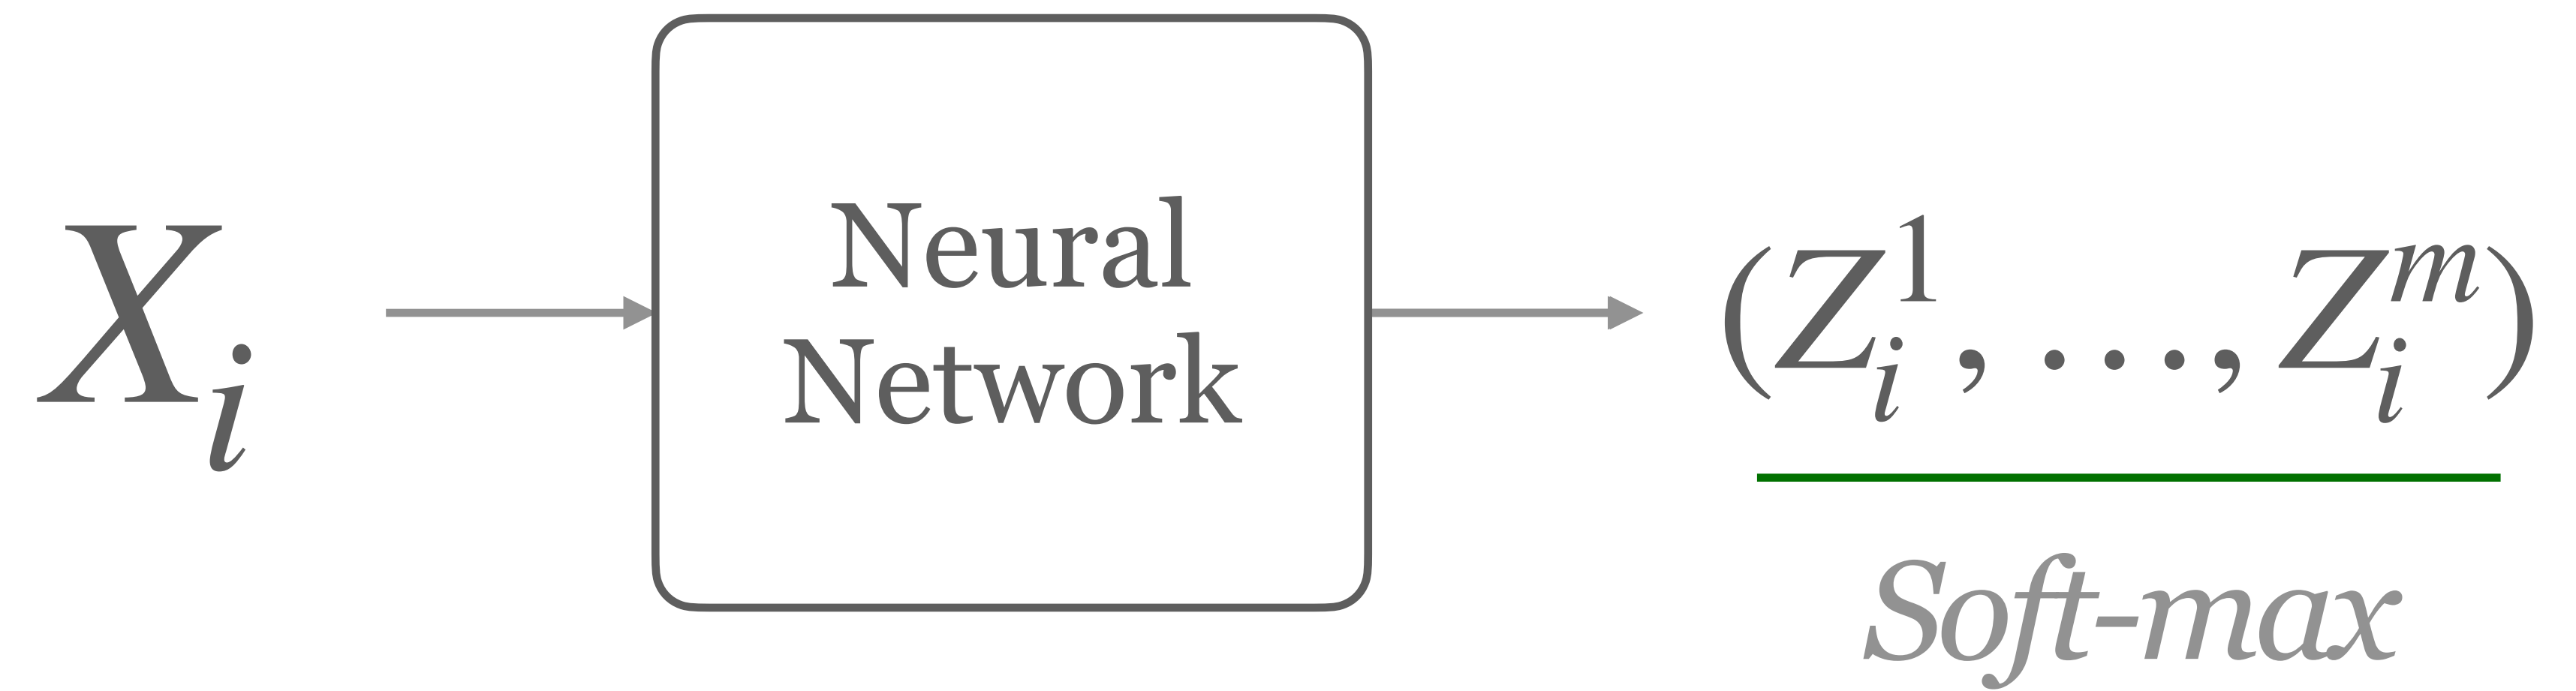 X_i
Neural
Network
(Z_i^1, ..., Z_i^m)
Soft-max